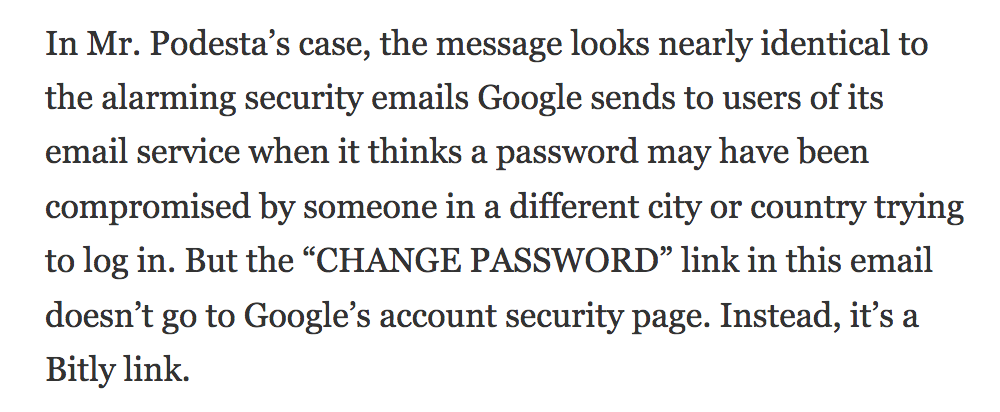 In Mr. Podesta’s case, the message looks nearly identical to
the alarming security emails Google sends to users of its
email service when it thinks a password may have been
compromised by someone in a different city or country trying
to log in. But the “CHANGE PASSWORD” link in this email
doesn’t go to Google’s account security page. Instead, it’s a
Bitly link.